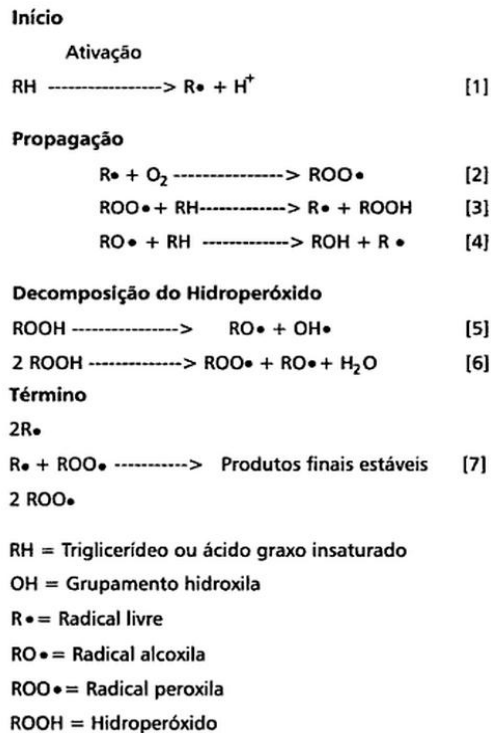 Início
Ativação
RH -----------------> R• + H⁺ [1]
Propagação
R• + O₂ ----------------> ROO• [2]
ROO• + RH-------------> R• + ROOH [3]
RO• + RH -------------> ROH + R • [4]
Decomposição do Hidroperóxido
ROOH ----------------> RO• + OH• [5]
2 ROOH --------------> ROO• + RO• + H₂O [6]
Término
2R•
R• + ROO• -----------> Produtos finais estáveis [7]
2 ROO•
RH = Triglicerídeo ou ácido graxo insaturado
OH = Grupamento hidroxila
R• = Radical livre
RO• = Radical alcoxila
ROO• = Radical peroxila
ROOH = Hidroperóxido